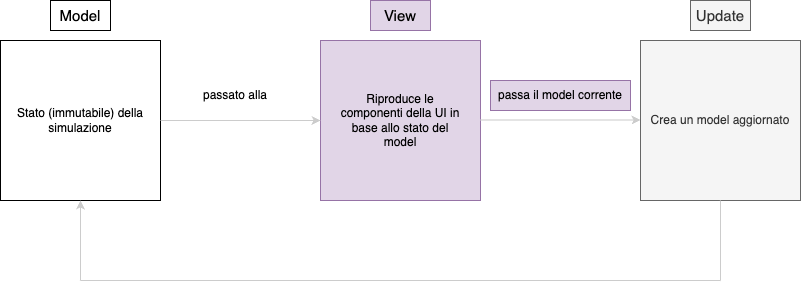 Model
View
Update
Stato (immutabile) della
simulazione
passato alla
Riproduce le
componenti della UI in
base allo stato del
model
passa il model corrente
Crea un model aggiornato